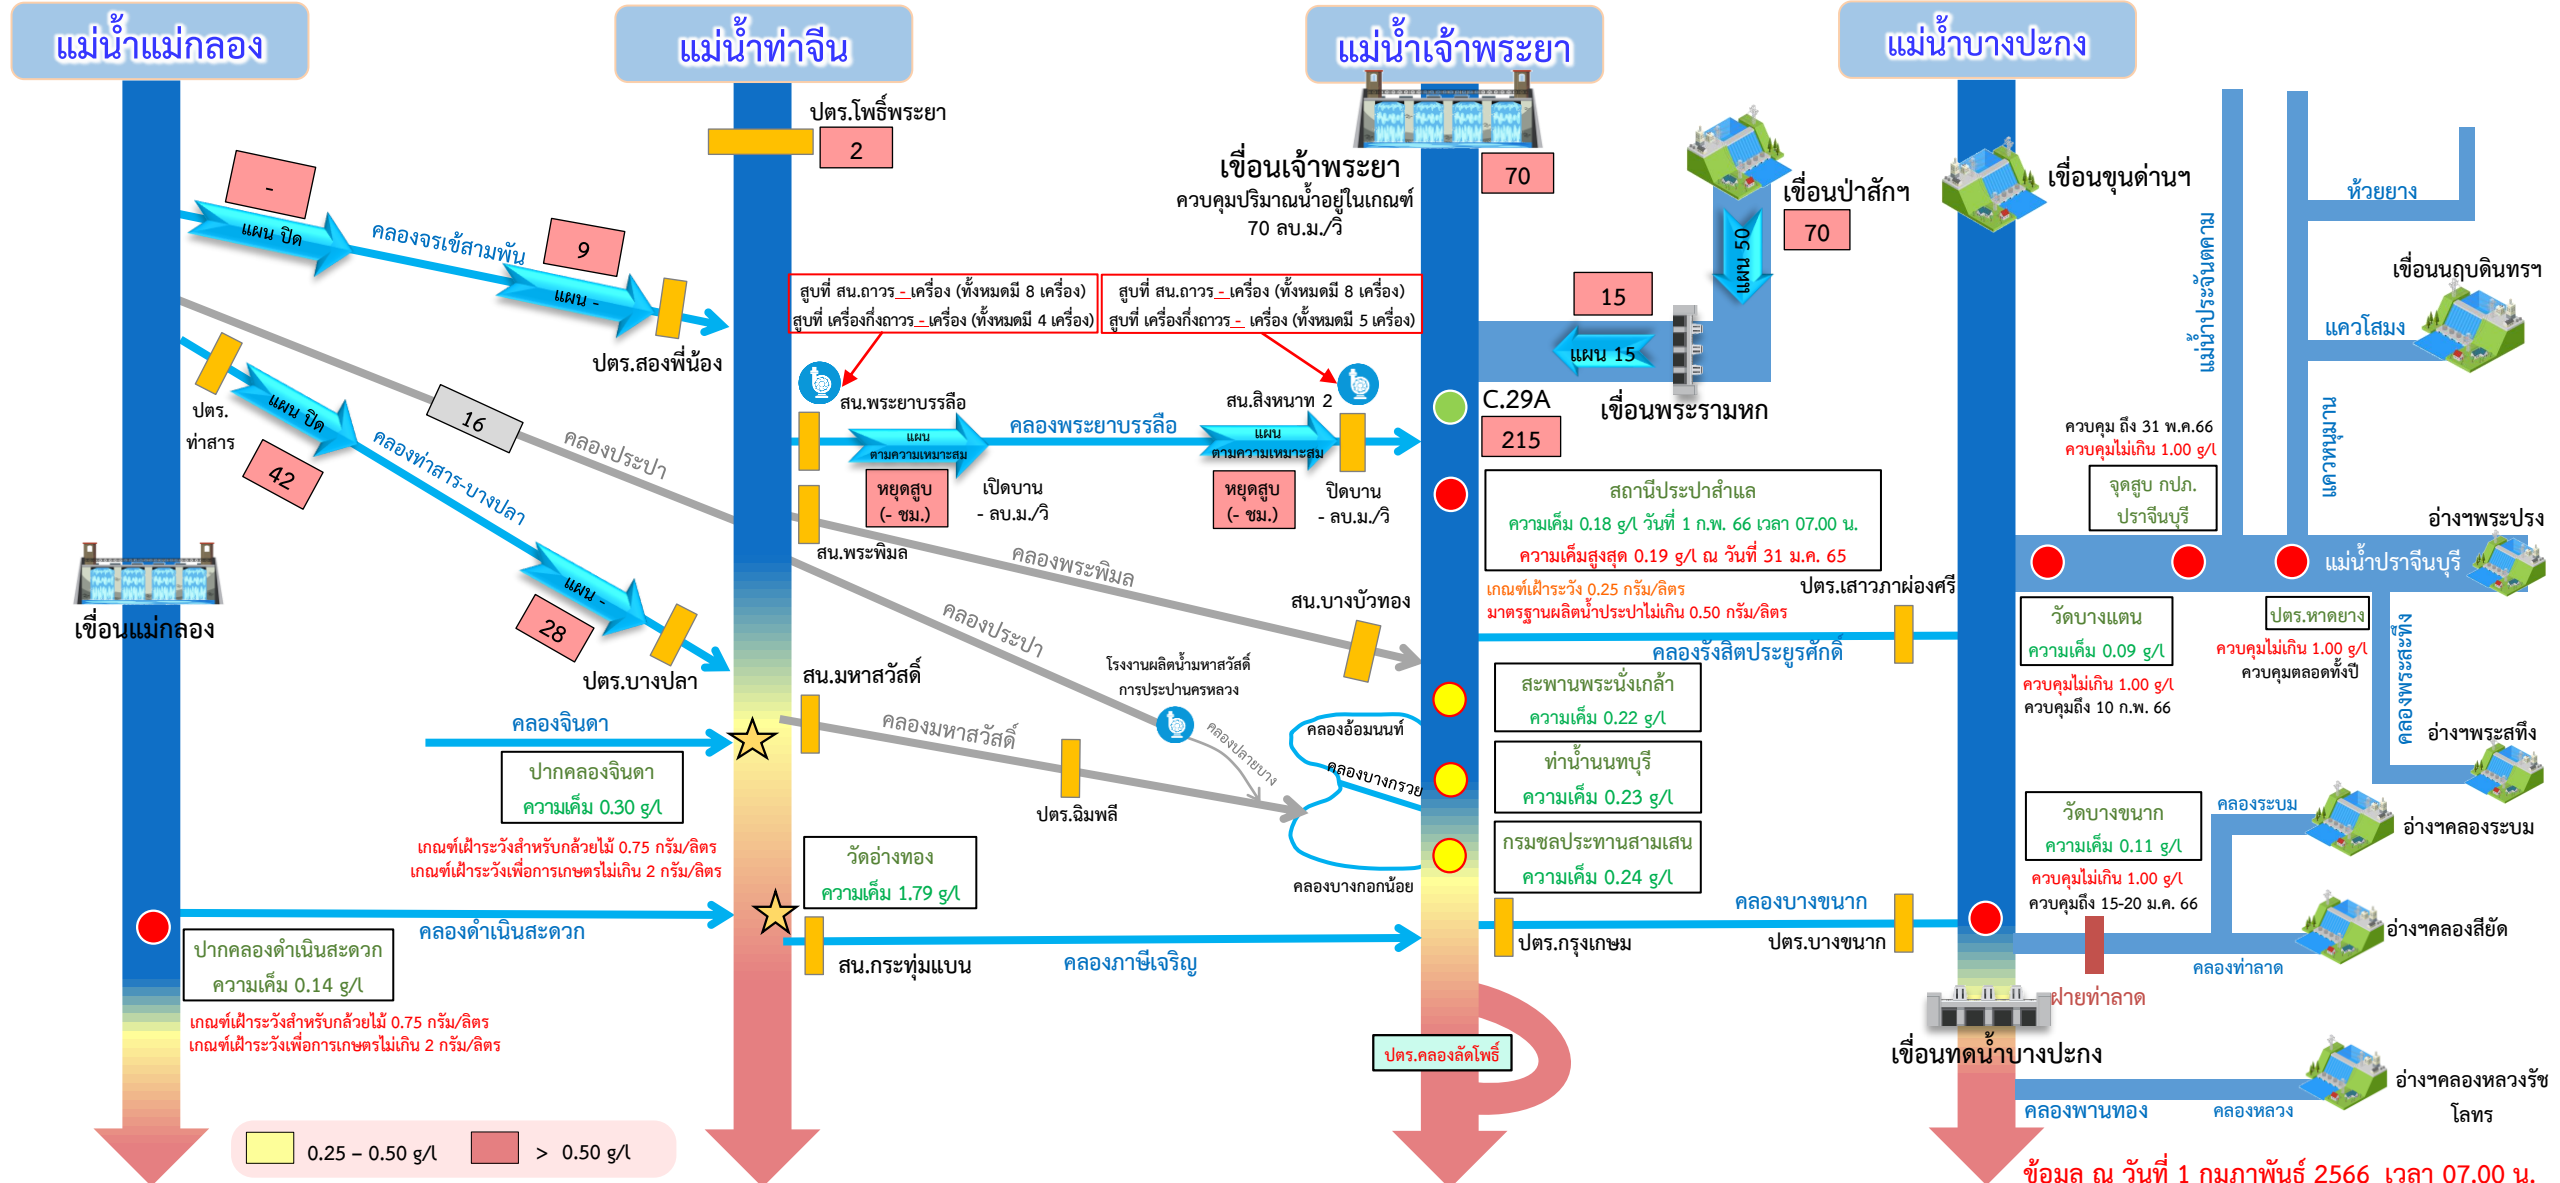 แม่น้ำแม่กลอง
แม่น้ำท่าจีน
แม่น้ำเจ้าพระยา
แม่น้ำบางปะกง
-
แผน ปิด
คลองจรเข้สามพัน
9
แผน -
ปตร.สองพี่น้อง
ปตร.
ท่าสาร
แผน ปิด
42
16
คลองประปา
คลองท่าสาร-บางปลา
แผน -
28
ปตร.บางปลา
เขื่อนแม่กลอง
คลองจินดา
ปากคลองจินดา
ความเค็ม 0.30 g/l
เกณฑ์เฝ้าระวังสำหรับกล้วยไม้ 0.75 กรัม/ลิตร
เกณฑ์เฝ้าระวังเพื่อการเกษตรไม่เกิน 2 กรัม/ลิตร
คลองดำเนินสะดวก
ปากคลองดำเนินสะดวก
ความเค็ม 0.14 g/l
เกณฑ์เฝ้าระวังสำหรับกล้วยไม้ 0.75 กรัม/ลิตร
เกณฑ์เฝ้าระวังเพื่อการเกษตรไม่เกิน 2 กรัม/ลิตร
0.25 – 0.50 g/l
> 0.50 g/l
ปตร.โพธิ์พระยา
2
สูบที่ สน.ถาวร - เครื่อง (ทั้งหมดมี 8 เครื่อง)
สูบที่ เครื่องกึ่งถาวร - เครื่อง (ทั้งหมดมี 4 เครื่อง)
สูบที่ สน.ถาวร - เครื่อง (ทั้งหมดมี 8 เครื่อง)
สูบที่ เครื่องกึ่งถาวร - เครื่อง (ทั้งหมดมี 5 เครื่อง)
สน.พระยาบรรลือ
แผน
ตามความเหมาะสม
คลองพระยาบรรลือ
สน.สิงหนาท 2
แผน
ตามความเหมาะสม
หยุดสูบ
(- ชม.)
เปิดบาน
- ลบ.ม./วิ
หยุดสูบ
(- ชม.)
ปิดบาน
- ลบ.ม./วิ
สน.พระพิมล
คลองพระพิมล
สน.บางบัวทอง
คลองประปา
โรงงานผลิตน้ำมหาสวัสดิ์
การประปานครหลวง
สน.มหาสวัสดิ์
คลองมหาสวัสดิ์
ปตร.ฉิมพลี
คลองปลายบาง
คลองอ้อมนนท์
คลองบางกรวย
คลองบางกอกน้อย
วัดอ่างทอง
ความเค็ม 1.79 g/l
สน.กระทุ่มแบน
คลองภาษีเจริญ
เขื่อนเจ้าพระยา
ควบคุมปริมาณน้ำอยู่ในเกณฑ์
70 ลบ.ม./วิ
70
เขื่อนป่าสักฯ
70
แผน 50
15
แผน 15
เขื่อนพระรามหก
C.29A
215
สถานีประปาสำแล
ความเค็ม 0.18 g/l วันที่ 1 ก.พ. 66 เวลา 07.00 น.
ความเค็มสูงสุด 0.19 g/l ณ วันที่ 31 ม.ค. 65
เกณฑ์เฝ้าระวัง 0.25 กรัม/ลิตร
มาตรฐานผลิตน้ำประปาไม่เกิน 0.50 กรัม/ลิตร
ปตร.เสาวภาผ่องศรี
คลองรังสิตประยูรศักดิ์
สะพานพระนั่งเกล้า
ความเค็ม 0.22 g/l
ท่าน้ำนนทบุรี
ความเค็ม 0.23 g/l
กรมชลประทานสามเสน
ความเค็ม 0.24 g/l
คลองบางขนาก
ปตร.กรุงเกษม
ปตร.บางขนาก
ปตร.คลองลัดโพธิ์
เขื่อนขุนด่านฯ
แม่น้ำประจันตคาม
ห้วยยาง
เขื่อนนฤบดินทรฯ
แควโสมง
แควหนุมาน
ควบคุม ถึง 31 พ.ค.66
ควบคุมไม่เกิน 1.00 g/l
จุดสูบ กปภ.
ปราจีนบุรี
อ่างฯพระปรง
แม่น้ำปราจีนบุรี
วัดบางแตน
ความเค็ม 0.09 g/l
ควบคุมไม่เกิน 1.00 g/l
ควบคุมถึง 10 ก.พ. 66
ปตร.หาดยาง
ควบคุมไม่เกิน 1.00 g/l
ควบคุมตลอดทั้งปี
คลองพระสะทึง
อ่างฯพระสทึง
วัดบางขนาก
ความเค็ม 0.11 g/l
ควบคุมไม่เกิน 1.00 g/l
ควบคุมถึง 15-20 ม.ค. 66
คลองระบม
อ่างฯคลองระบม
อ่างฯคลองสียัด
คลองท่าลาด
ฝายท่าลาด
เขื่อนทดน้ำบางปะกง
คลองพานทอง
คลองหลวง
อ่างฯคลองหลวงรัช
โลทร
ข้อมูล ณ วันที่ 1 กุมภาพันธ์ 2566 เวลา 07.00 น.